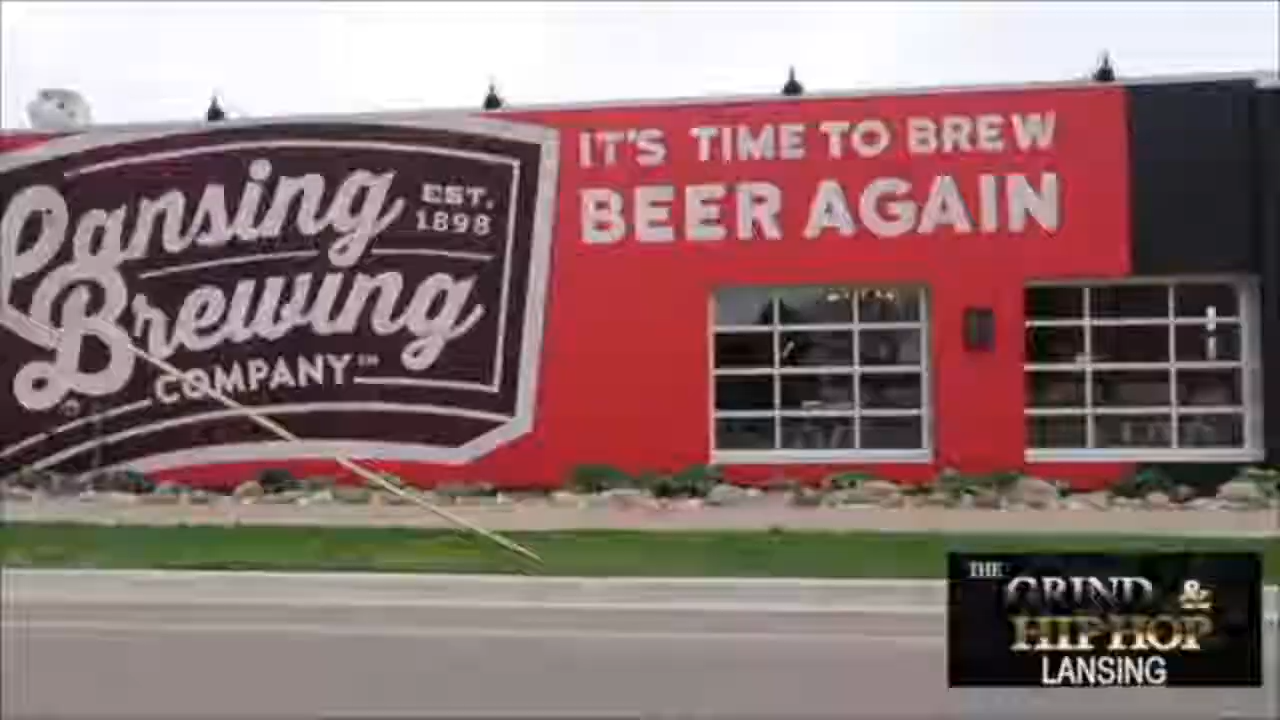 Lansing
EST.
1898
Brewing
COMPANY™
IT'S TIME TO BREW
BEER AGAIN
THE
GRIND &
HIP HOP
LANSING